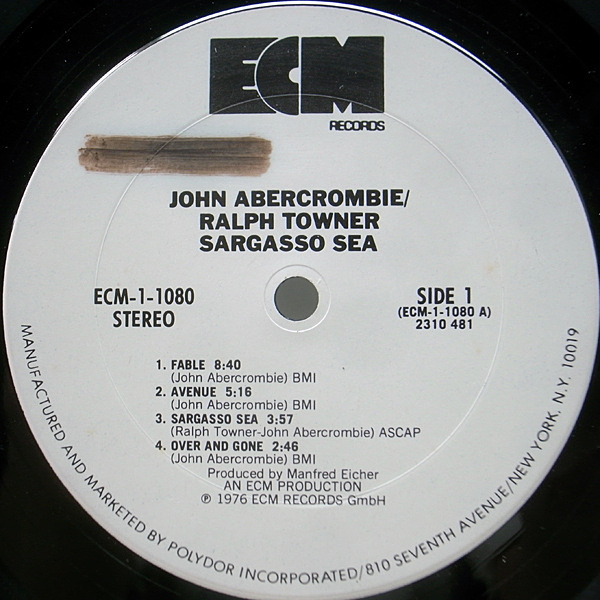 ECM
RECORDS
JOHN ABERCROMBIE/
RALPH TOWNER
SARGASSO SEA
ECM-1-1080
STEREO
SIDE 1
(ECM-1-1080 A)
2310 481
1. FABLE 8:40
(John Abercrombie) BMI
2. AVENUE 5:16
(John Abercrombie) BMI
3. SARGASSO SEA 3:57
(Ralph Towner-John Abercrombie) ASCAP
4. OVER AND GONE 2:46
(John Abercrombie) BMI
Produced by Manfred Eicher
AN ECM PRODUCTION
℗ 1976 ECM RECORDS GmbH
MANUFACTURED AND MARKETED BY POLYDOR INCORPORATED/810 SEVENTH AVENUE/NEW YORK, N.Y. 10019